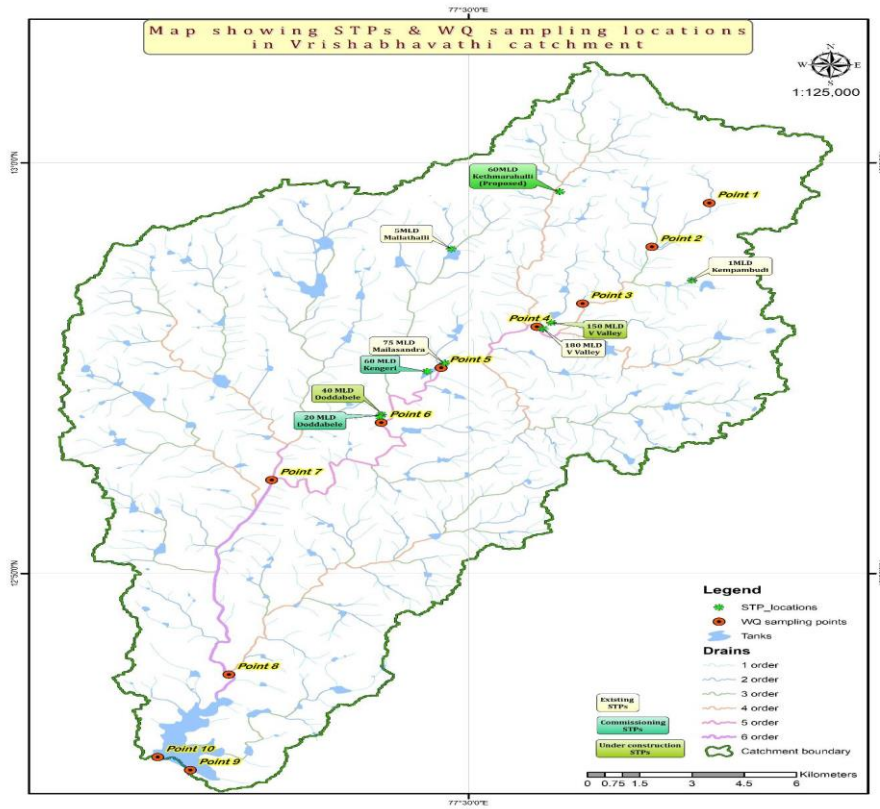 77°30'0"E
Map showing STPs & WQ sampling locations
in Vrishabhavathi catchment
N
W
E
S
1:125,000
13°0'0"N
60MLD
Kethmarahalli
(Proposed)
Point 1
5MLD
Mallathalli
Point 2
1MLD
Kempambudi
Point 3
Point 4
150 MLD
V Valley
180 MLD
V Valley
75 MLD
Mailasandra
Point 5
60 MLD
Kengeri
40 MLD
Doddabele
20 MLD
Doddabele
Point 6
Point 7
12°50'0"N
Point 8
Point 10
Point 9
Legend
STP_locations
WQ sampling points
Tanks
Drains
1 order
2 order
3 order
4 order
5 order
6 order
Catchment boundary
Existing
STPs
Commissioning
STPs
Under construction
STPs
Kilometers
0 0.75 1.5 3 4.5 6
77°30'0"E